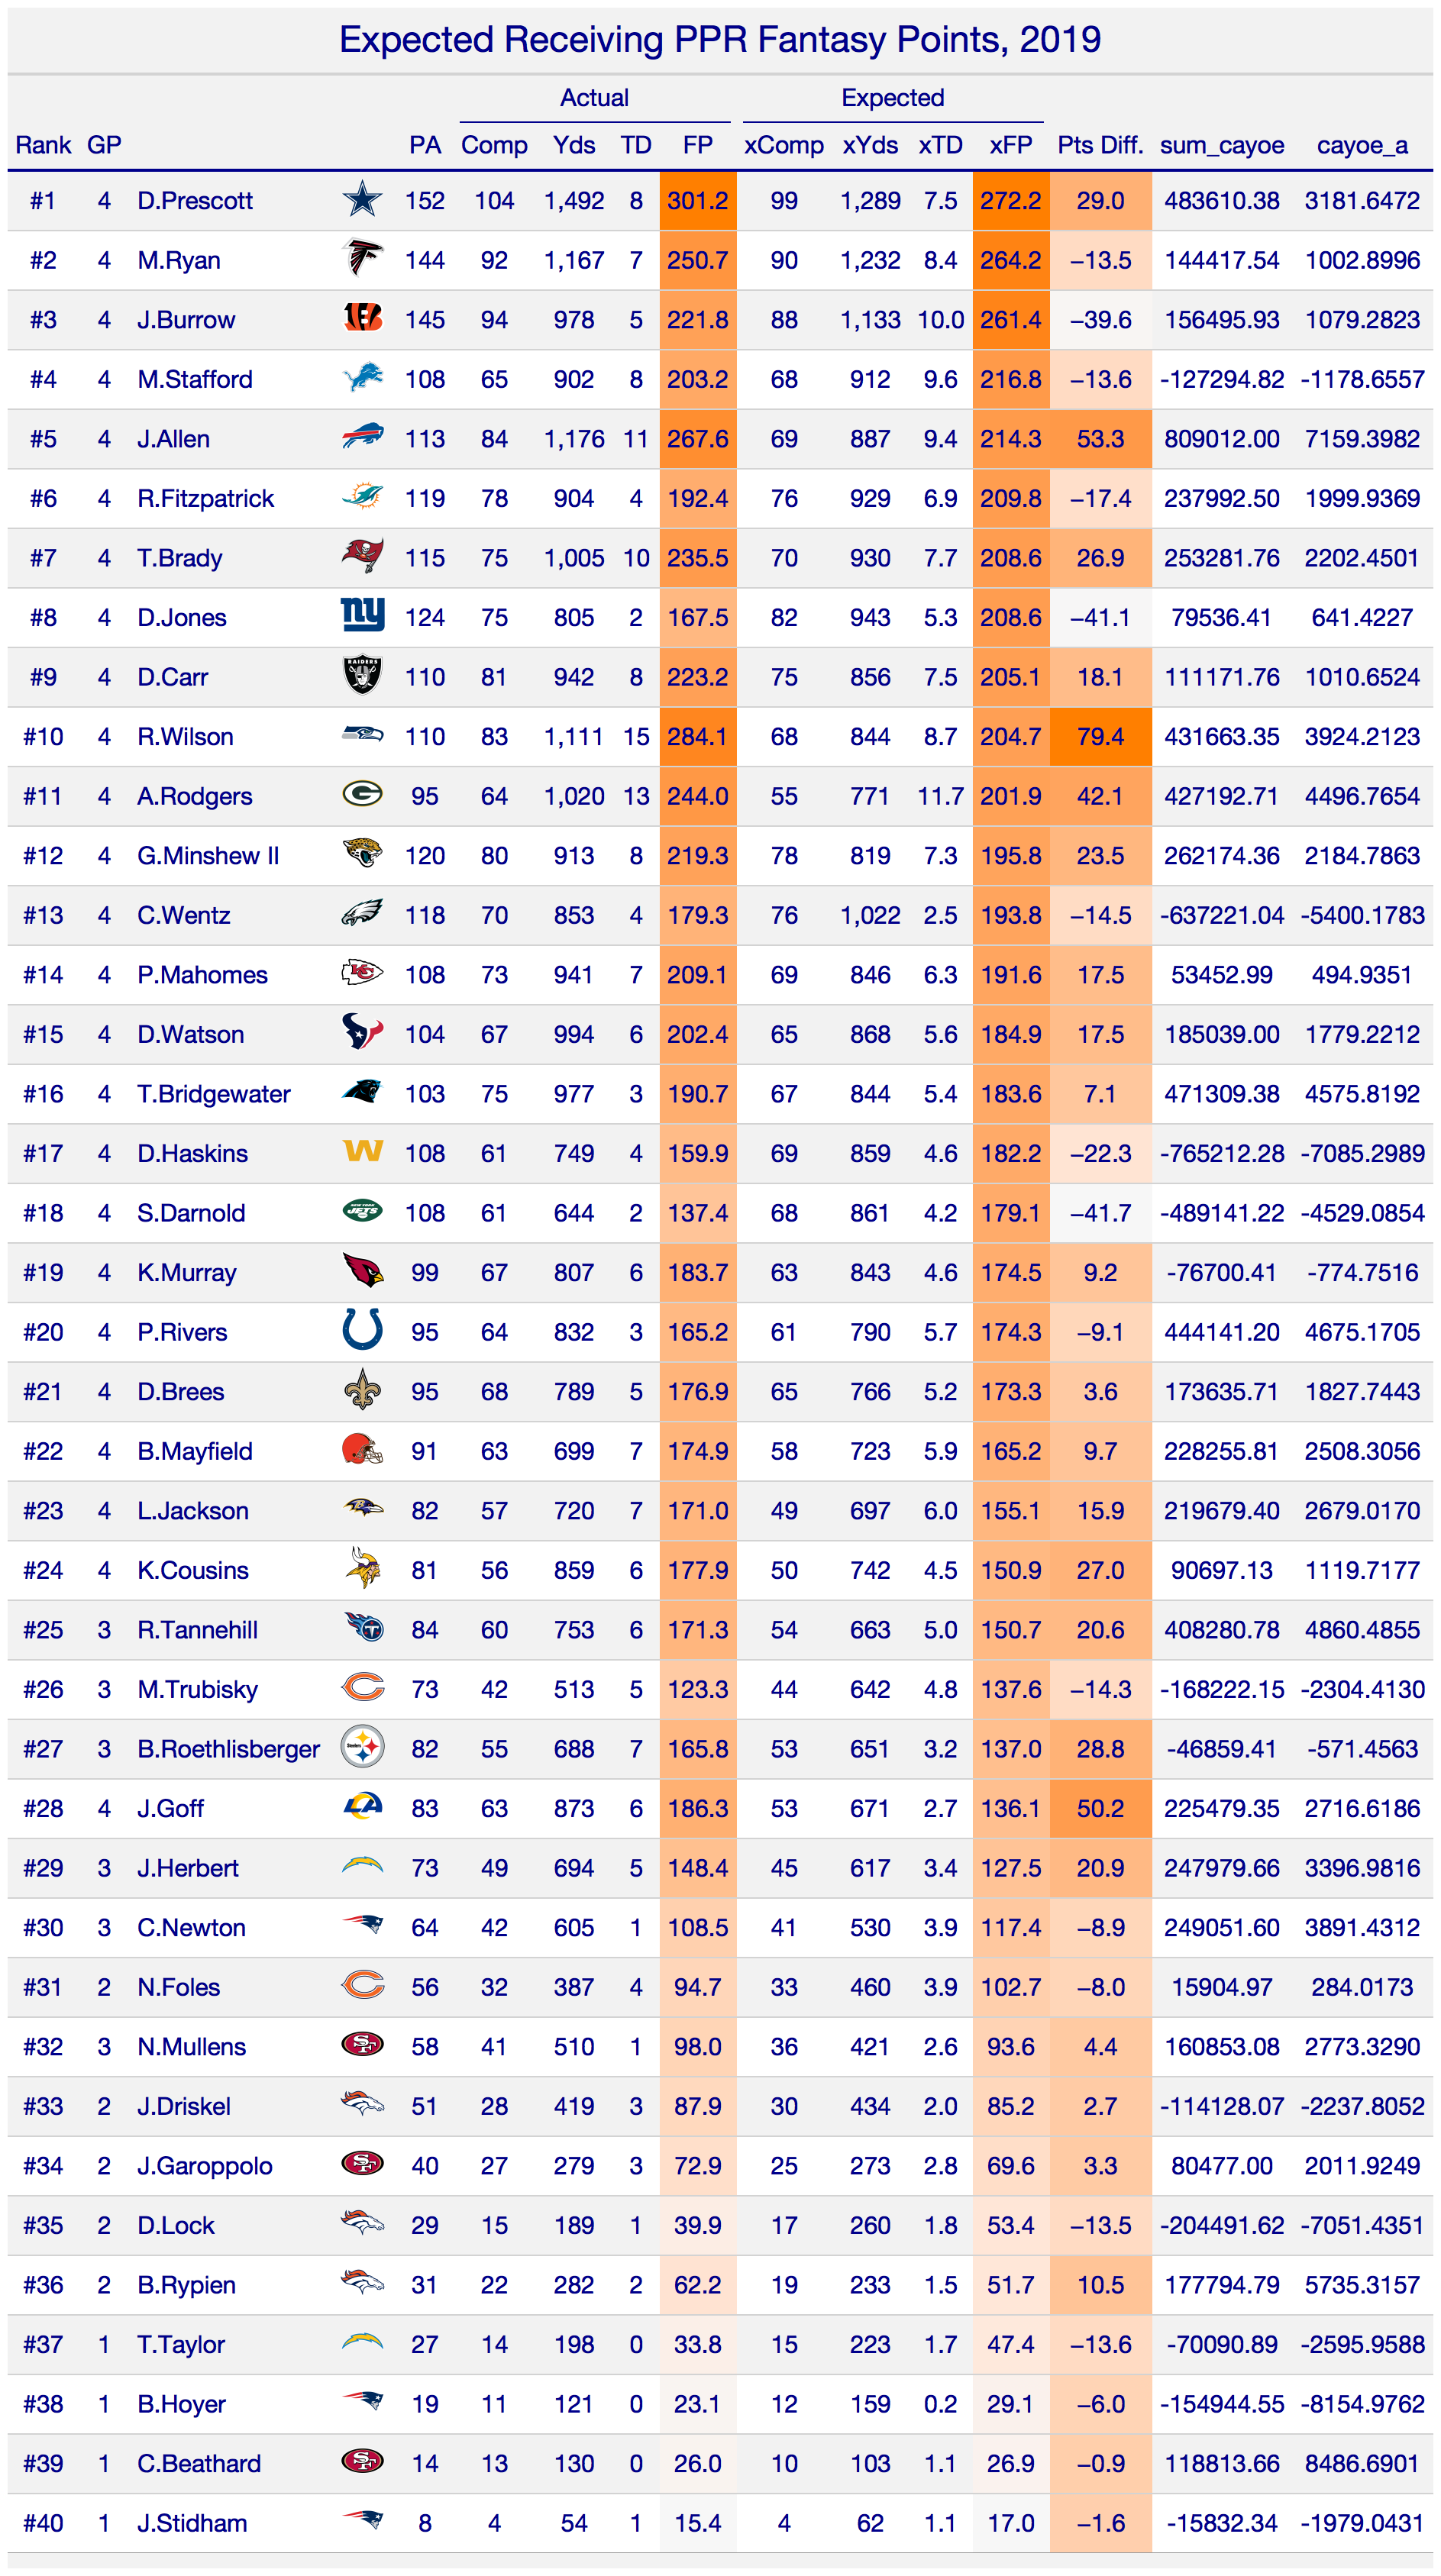 Expected Receiving PPR Fantasy Points, 2019
Actual Expected
Rank GP PA Comp Yds TD FP xComp xYds xTD xFP Pts Diff. sum_cayoe cayoe_a
#1 4 D.Prescott 152 104 1,492 8 301.2 99 1,289 7.5 272.2 29.0 483610.38 3181.6472
#2 4 M.Ryan 144 92 1,167 7 250.7 90 1,232 8.4 264.2 −13.5 144417.54 1002.8996
#3 4 J.Burrow 145 94 978 5 221.8 88 1,133 10.0 261.4 −39.6 156495.93 1079.2823
#4 4 M.Stafford 108 65 902 8 203.2 68 912 9.6 216.8 −13.6 -127294.82 -1178.6557
#5 4 J.Allen 113 84 1,176 11 267.6 69 887 9.4 214.3 53.3 809012.00 7159.3982
#6 4 R.Fitzpatrick 119 78 904 4 192.4 76 929 6.9 209.8 −17.4 237992.50 1999.9369
#7 4 T.Brady 115 75 1,005 10 235.5 70 930 7.7 208.6 26.9 253281.76 2202.4501
#8 4 D.Jones ny 124 75 805 2 167.5 82 943 5.3 208.6 −41.1 79536.41 641.4227
#9 4 D.Carr RAIDERS 110 81 942 8 223.2 75 856 7.5 205.1 18.1 111171.76 1010.6524
#10 4 R.Wilson 110 83 1,111 15 284.1 68 844 8.7 204.7 79.4 431663.35 3924.2123
#11 4 A.Rodgers G 95 64 1,020 13 244.0 55 771 11.7 201.9 42.1 427192.71 4496.7654
#12 4 G.Minshew II 120 80 913 8 219.3 78 819 7.3 195.8 23.5 262174.36 2184.7863
#13 4 C.Wentz 118 70 853 4 179.3 76 1,022 2.5 193.8 −14.5 -637221.04 -5400.1783
#14 4 P.Mahomes KC 108 73 941 7 209.1 69 846 6.3 191.6 17.5 53452.99 494.9351
#15 4 D.Watson 104 67 994 6 202.4 65 868 5.6 184.9 17.5 185039.00 1779.2212
#16 4 T.Bridgewater 103 75 977 3 190.7 67 844 5.4 183.6 7.1 471309.38 4575.8192
#17 4 D.Haskins W 108 61 749 4 159.9 69 859 4.6 182.2 −22.3 -765212.28 -7085.2989
#18 4 S.Darnold NEW YORK JETS 108 61 644 2 137.4 68 861 4.2 179.1 −41.7 -489141.22 -4529.0854
#19 4 K.Murray 99 67 807 6 183.7 63 843 4.6 174.5 9.2 -76700.41 -774.7516
#20 4 P.Rivers 95 64 832 3 165.2 61 790 5.7 174.3 −9.1 444141.20 4675.1705
#21 4 D.Brees 95 68 789 5 176.9 65 766 5.2 173.3 3.6 173635.71 1827.7443
#22 4 B.Mayfield 91 63 699 7 174.9 58 723 5.9 165.2 9.7 228255.81 2508.3056
#23 4 L.Jackson B 82 57 720 7 171.0 49 697 6.0 155.1 15.9 219679.40 2679.0170
#24 4 K.Cousins 81 56 859 6 177.9 50 742 4.5 150.9 27.0 90697.13 1119.7177
#25 3 R.Tannehill T 84 60 753 6 171.3 54 663 5.0 150.7 20.6 408280.78 4860.4855
#26 3 M.Trubisky C 73 42 513 5 123.3 44 642 4.8 137.6 −14.3 -168222.15 -2304.4130
#27 3 B.Roethlisberger Steelers 82 55 688 7 165.8 53 651 3.2 137.0 28.8 -46859.41 -571.4563
#28 4 J.Goff LA 83 63 873 6 186.3 53 671 2.7 136.1 50.2 225479.35 2716.6186
#29 3 J.Herbert 73 49 694 5 148.4 45 617 3.4 127.5 20.9 247979.66 3396.9816
#30 3 C.Newton 64 42 605 1 108.5 41 530 3.9 117.4 −8.9 249051.60 3891.4312
#31 2 N.Foles C 56 32 387 4 94.7 33 460 3.9 102.7 −8.0 15904.97 284.0173
#32 3 N.Mullens SF 58 41 510 1 98.0 36 421 2.6 93.6 4.4 160853.08 2773.3290
#33 2 J.Driskel 51 28 419 3 87.9 30 434 2.0 85.2 2.7 -114128.07 -2237.8052
#34 2 J.Garoppolo SF 40 27 279 3 72.9 25 273 2.8 69.6 3.3 80477.00 2011.9249
#35 2 D.Lock 29 15 189 1 39.9 17 260 1.8 53.4 −13.5 -204491.62 -7051.4351
#36 2 B.Rypien 31 22 282 2 62.2 19 233 1.5 51.7 10.5 177794.79 5735.3157
#37 1 T.Taylor 27 14 198 0 33.8 15 223 1.7 47.4 −13.6 -70090.89 -2595.9588
#38 1 B.Hoyer 19 11 121 0 23.1 12 159 0.2 29.1 −6.0 -154944.55 -8154.9762
#39 1 C.Beathard SF 14 13 130 0 26.0 10 103 1.1 26.9 −0.9 118813.66 8486.6901
#40 1 J.Stidham 8 4 54 1 15.4 4 62 1.1 17.0 −1.6 -15832.34 -1979.0431